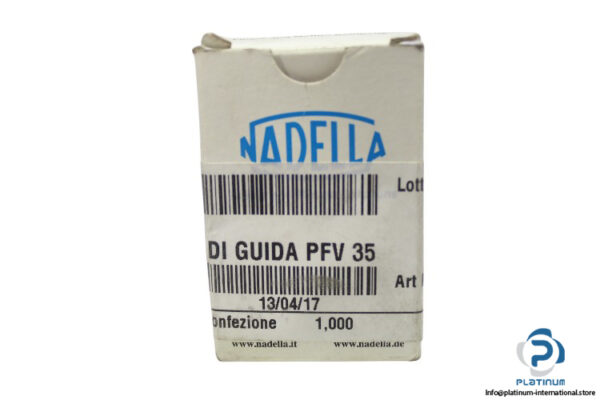 NADELLA
Lott
DI GUIDA PFV 35
Art
13/04/17
onfezione 1,000
www.nadella.it www.nadella.de
PLATINUM
Info@platinum-international.store